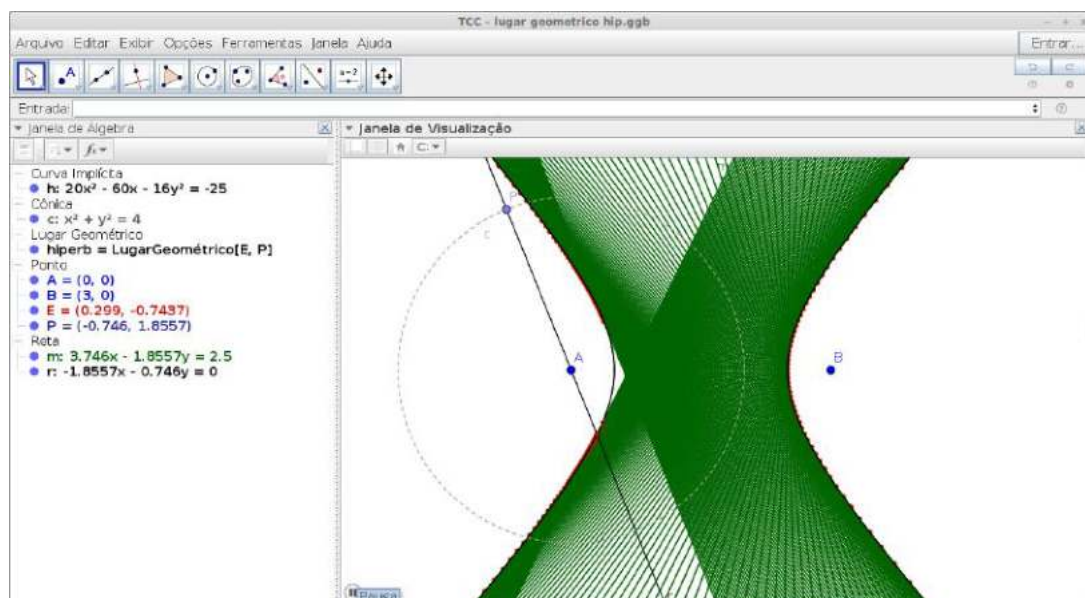 TCC - lugar geometrico hip.ggb
Arquivo Editar Exibir Opções Ferramentas Janela Ajuda
Entrar...
A
a=2
Entrada:
Janela de Álgebra
Janela de Visualização
fx
C:
Curva Implícita
h: 20x² - 60x - 16y² = -25
Cônica
c: x² + y² = 4
Lugar Geométrico
hiperb = LugarGeométrico[E, P]
Ponto
A = (0, 0)
B = (3, 0)
E = (0.299, -0.7437)
P = (-0.746, 1.8557)
Reta
m: 3.746x - 1.8557y = 2.5
r: -1.8557x - 0.746y = 0
P
c
A
B
Pausa